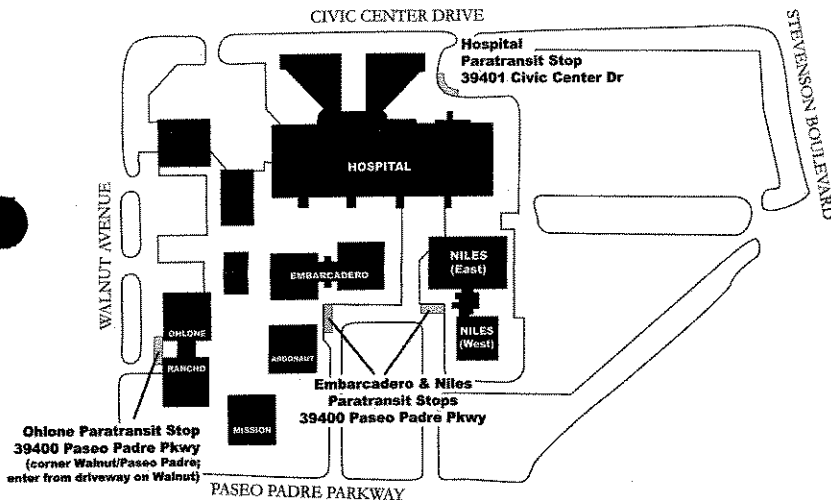 CIVIC CENTER DRIVE
STEVENSON BOULEVARD
Hospital
Paratransit Stop
39401 Civic Center Dr
HOSPITAL
WALNUT AVENUE
EMBARCADERO
NILES
(East)
OHLONE
RANCHO
ARGONAUT
NILES
(West)
MISSION
Embarcadero & Niles
Paratransit Stops
39400 Paseo Padre Pkwy
Ohlone Paratransit Stop
39400 Paseo Padre Pkwy
(corner Walnut/Paseo Padre;
enter from driveway on Walnut)
PASEO PADRE PARKWAY